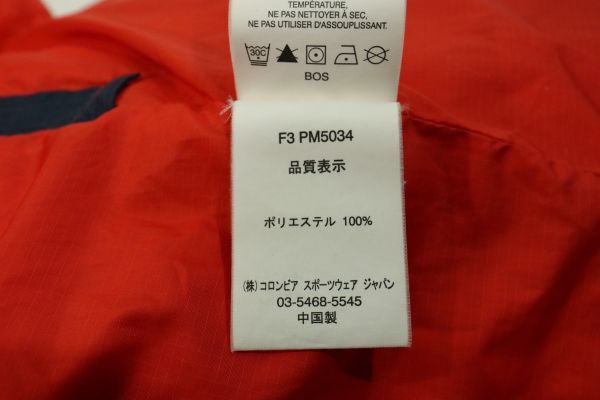 TEMPÉRATURE,
NE PAS NETTOYER À SEC,
NE PAS UTILISER D'ASSOUPLISSANT.
30C
BOS
F3 PM5034
品質表示
ポリエステル 100%
(株)コロンビア スポーツウェア ジャパン
03-5468-5545
中国製